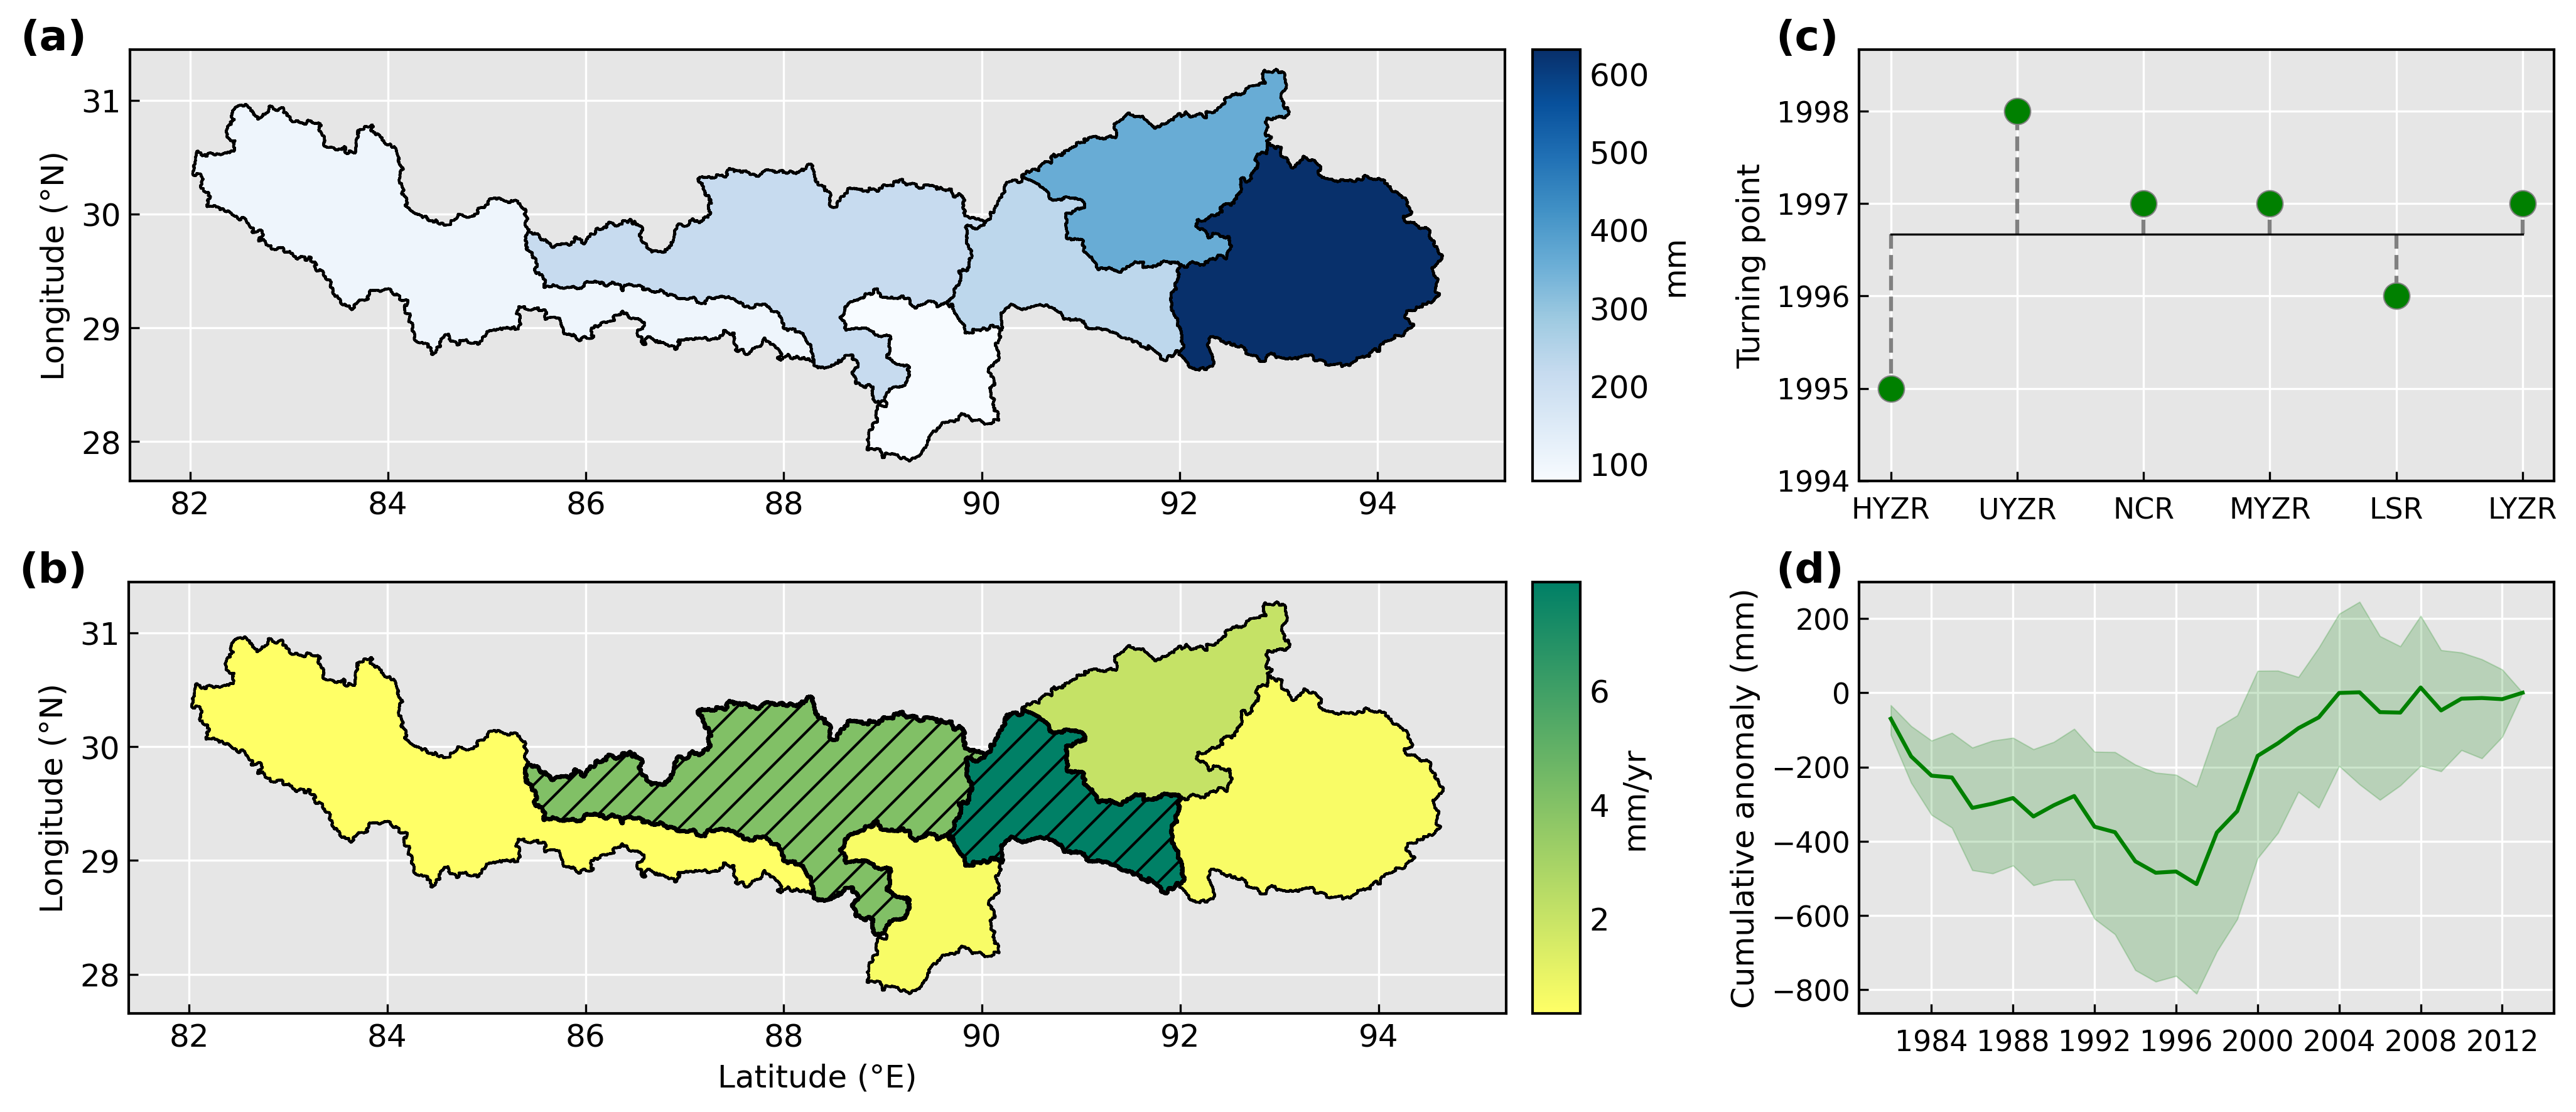 (a)
Longitude (°N)
31
30
29
28
82 84 86 88 90 92 94
600
500
400
300
200
100
mm
(c)
Turning point
1998
1997
1996
1995
1994
HYZR UYZR NCR MYZR LSR LYZR
(b)
Longitude (°N)
31
30
29
28
82 84 86 88 90 92 94
Latitude (°E)
6
4
2
mm/yr
(d)
Cumulative anomaly (mm)
200
0
−200
−400
−600
−800
1984 1988 1992 1996 2000 2004 2008 2012